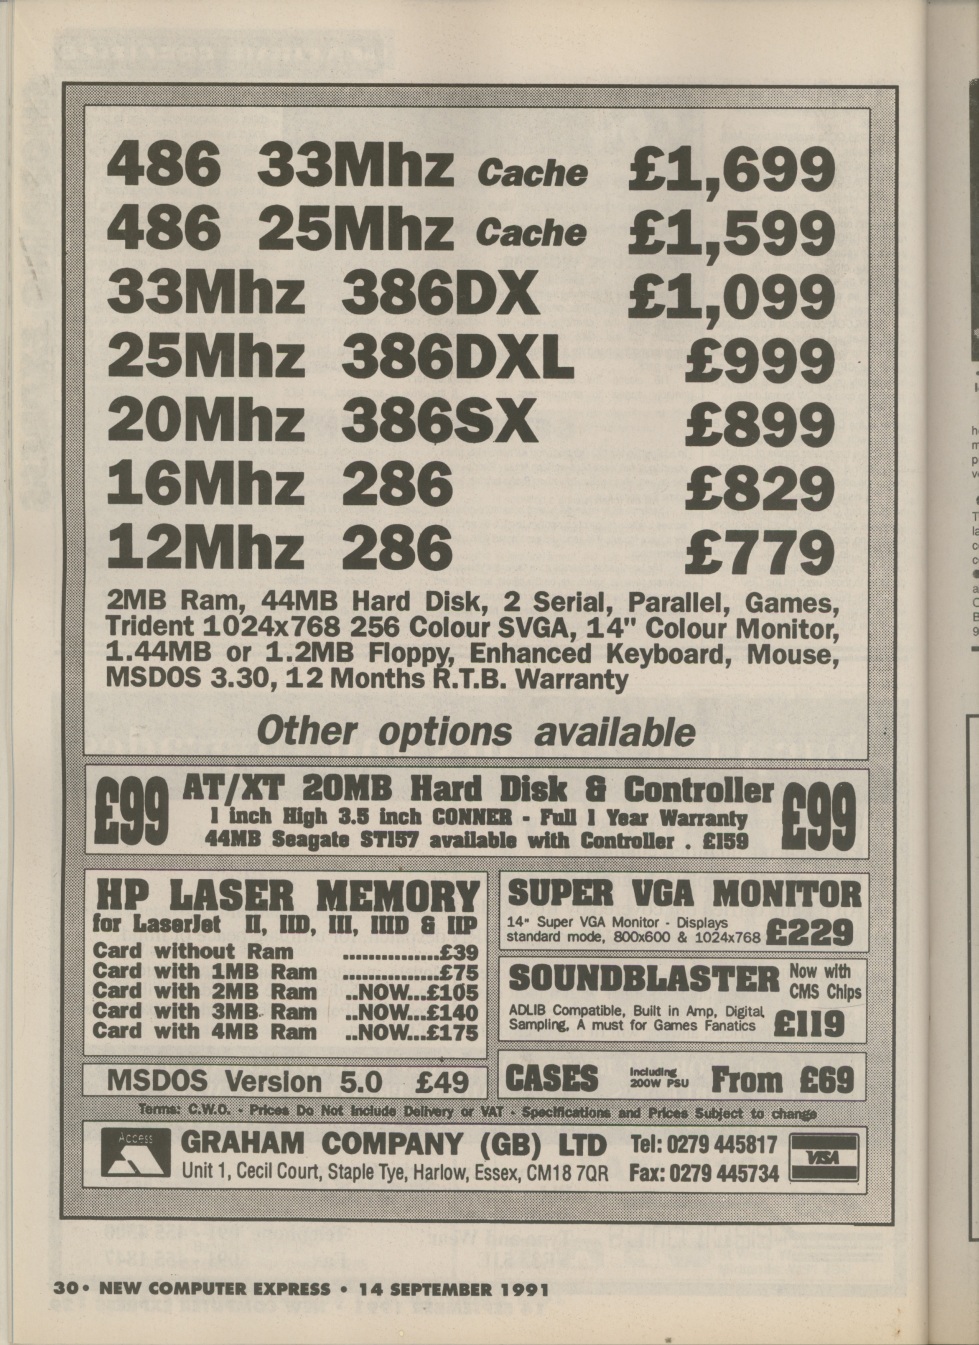 486 33Mhz Cache £1,699
486 25Mhz Cache £1,599
33Mhz 386DX £1,099
25Mhz 386DXL £999
20Mhz 386SX £899
16Mhz 286 £829
12Mhz 286 £779
2MB Ram, 44MB Hard Disk, 2 Serial, Parallel, Games,
Trident 1024x768 256 Colour SVGA, 14" Colour Monitor,
1.44MB or 1.2MB Floppy, Enhanced Keyboard, Mouse,
MSDOS 3.30, 12 Months R.T.B. Warranty
Other options available
£99 AT/XT 20MB Hard Disk & Controller £99
1 inch High 3.5 inch CONNER - Full 1 Year Warranty
44MB Seagate ST157 available with Controller . £159
HP LASER MEMORY
for LaserJet II, IID, III, IIID & IIP
Card without Ram ...............£39
Card with 1MB Ram ...............£75
Card with 2MB Ram ..NOW...£105
Card with 3MB Ram ..NOW...£140
Card with 4MB Ram ..NOW...£175
MSDOS Version 5.0 £49
SUPER VGA MONITOR
14" Super VGA Monitor - Displays
standard mode, 800x600 & 1024x768 £229
SOUNDBLASTER Now with
CMS Chips
ADLIB Compatible, Built in Amp, Digital
Sampling, A must for Games Fanatics £119
CASES Including
200W PSU From £69
Terms: C.W.O. - Prices Do Not Include Delivery or VAT - Specifications and Prices Subject to change
Access
GRAHAM COMPANY (GB) LTD Tel: 0279 445817
Unit 1, Cecil Court, Staple Tye, Harlow, Essex, CM18 7QR Fax: 0279 445734
VISA
30• NEW COMPUTER EXPRESS • 14 SEPTEMBER 1991